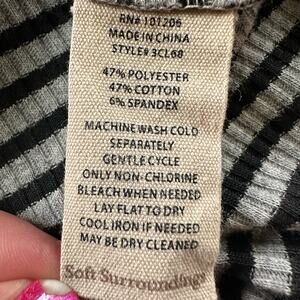 RN# 101206
MADE IN CHINA
STYLE# 3CL68
47% POLYESTER
47% COTTON
6% SPANDEX
MACHINE WASH COLD
SEPARATELY
GENTLE CYCLE
ONLY NON-CHLORINE
BLEACH WHEN NEEDED
LAY FLAT TO DRY
COOL IRON IF NEEDED
MAY BE DRY CLEANED
Soft Surroundings